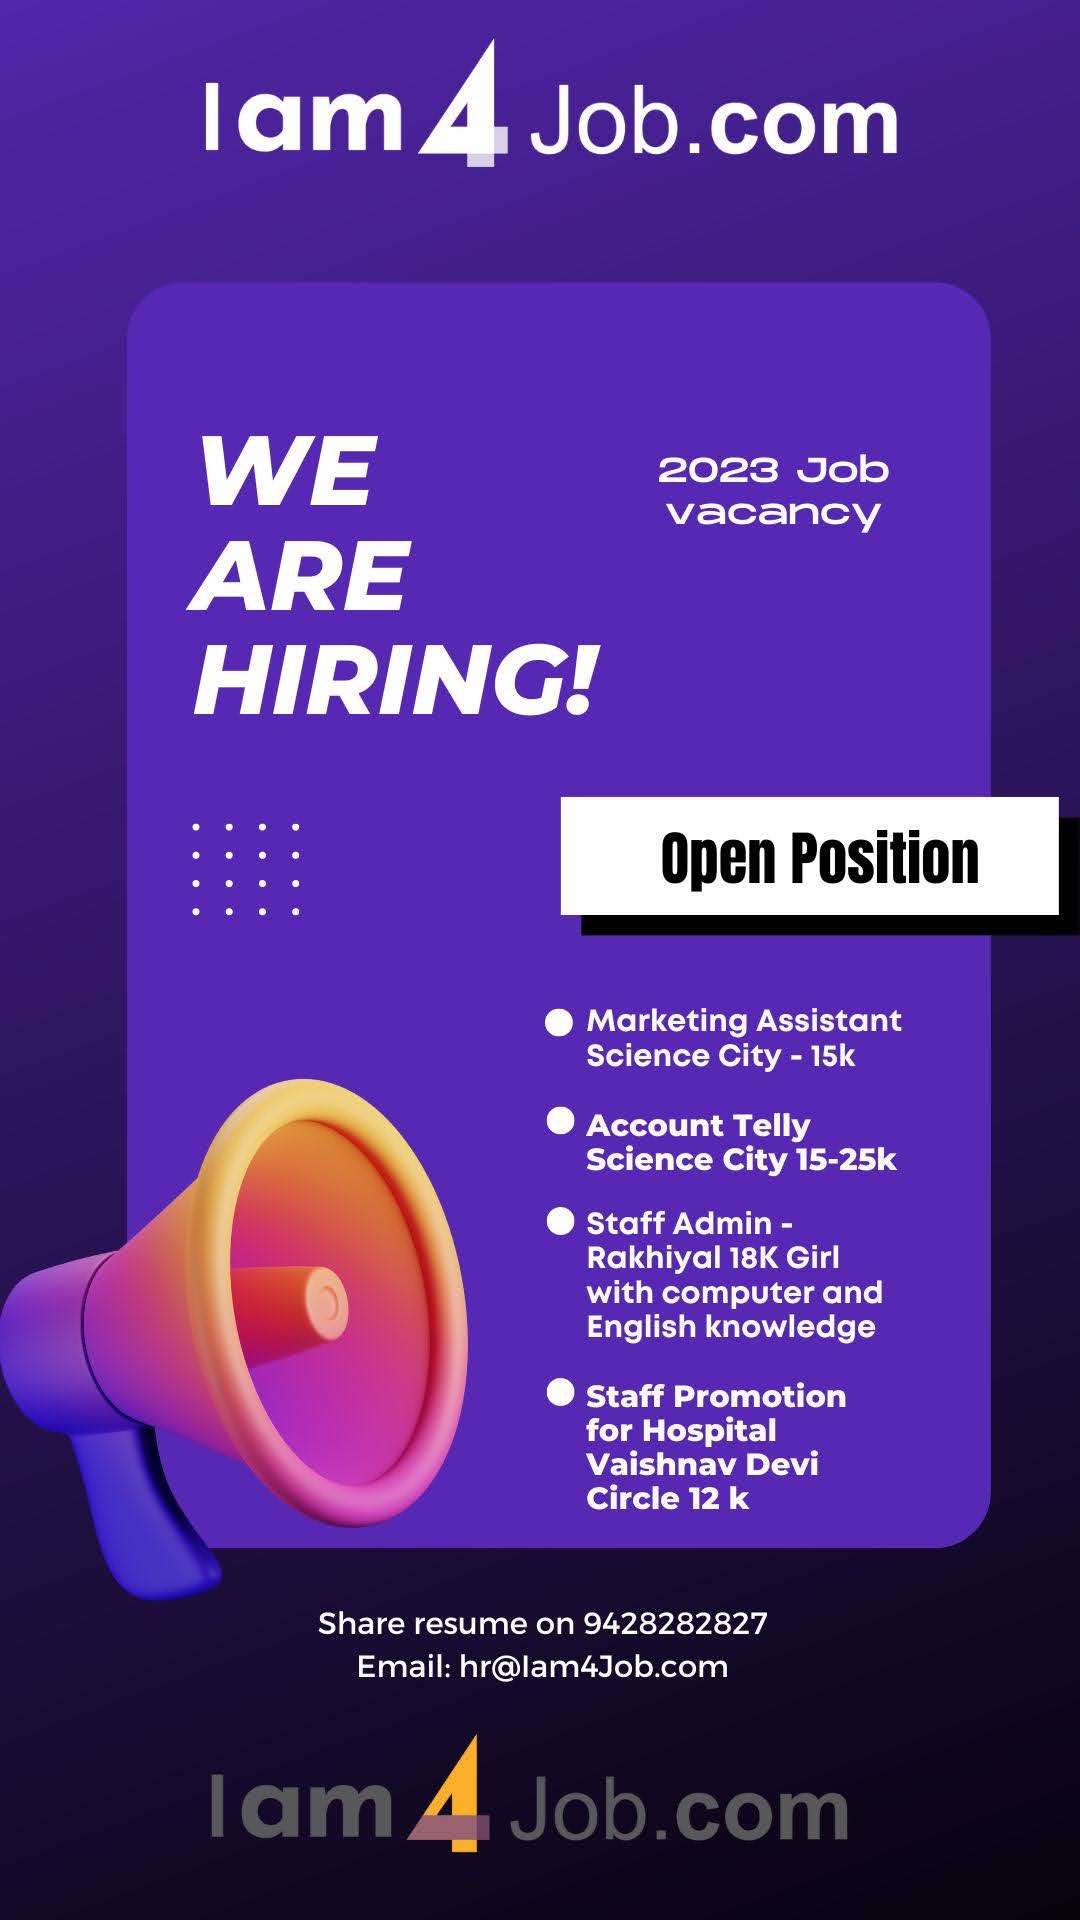 Iam4Job.com
WE
ARE
HIRING!
2023 Job
vacancy
Open Position
Marketing Assistant
Science City - 15k
Account Telly
Science City 15-25k
Staff Admin -
Rakhiyal 18K Girl
with computer and
English knowledge
Staff Promotion
for Hospital
Vaishnav Devi
Circle 12 k
Share resume on 9428282827
Email: hr@Iam4Job.com
Iam4Job.com